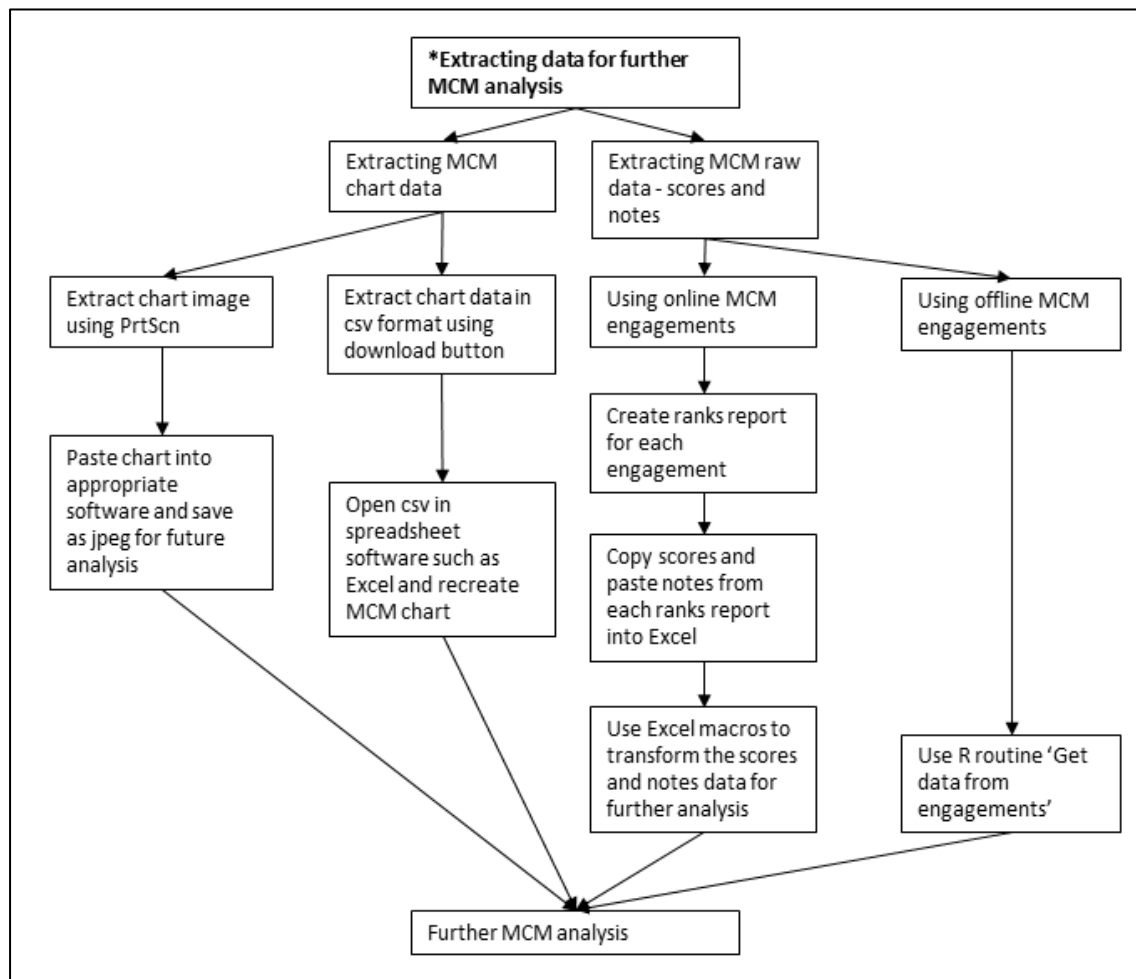 *Extracting data for further
MCM analysis
Extracting MCM
chart data
Extracting MCM raw
data - scores and
notes
Extract chart image
using PrtScn
Extract chart data in
csv format using
download button
Using online MCM
engagements
Using offline MCM
engagements
Create ranks report
for each
engagement
Paste chart into
appropriate
software and save
as jpeg for future
analysis
Open csv in
spreadsheet
software such as
Excel and recreate
MCM chart
Copy scores and
paste notes from
each ranks report
into Excel
Use Excel macros to
transform the scores
and notes data for
further analysis
Use R routine ‘Get
data from
engagements’
Further MCM analysis